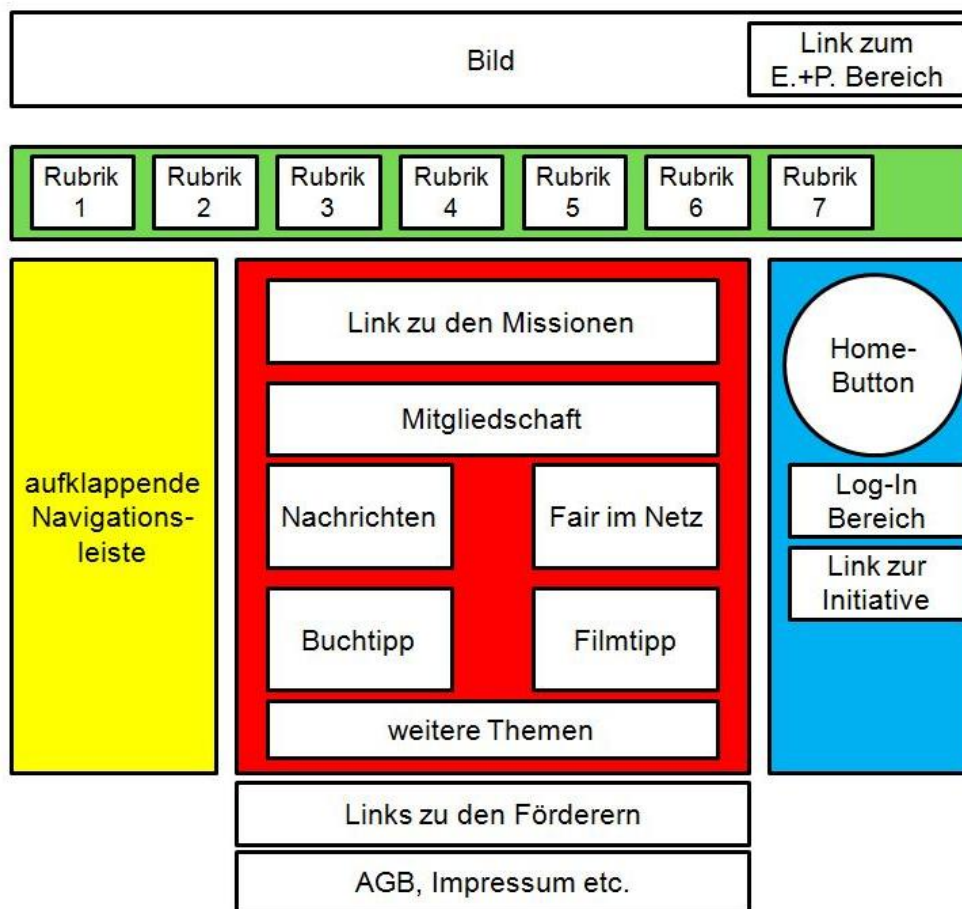 Bild
Link zum
E.+P. Bereich
Rubrik
1
Rubrik
2
Rubrik
3
Rubrik
4
Rubrik
5
Rubrik
6
Rubrik
7
aufklappende
Navigations-
leiste
Link zu den Missionen
Mitgliedschaft
Nachrichten
Fair im Netz
Buchtipp
Filmtipp
weitere Themen
Home-
Button
Log-In
Bereich
Link zur
Initiative
Links zu den Förderern
AGB, Impressum etc.